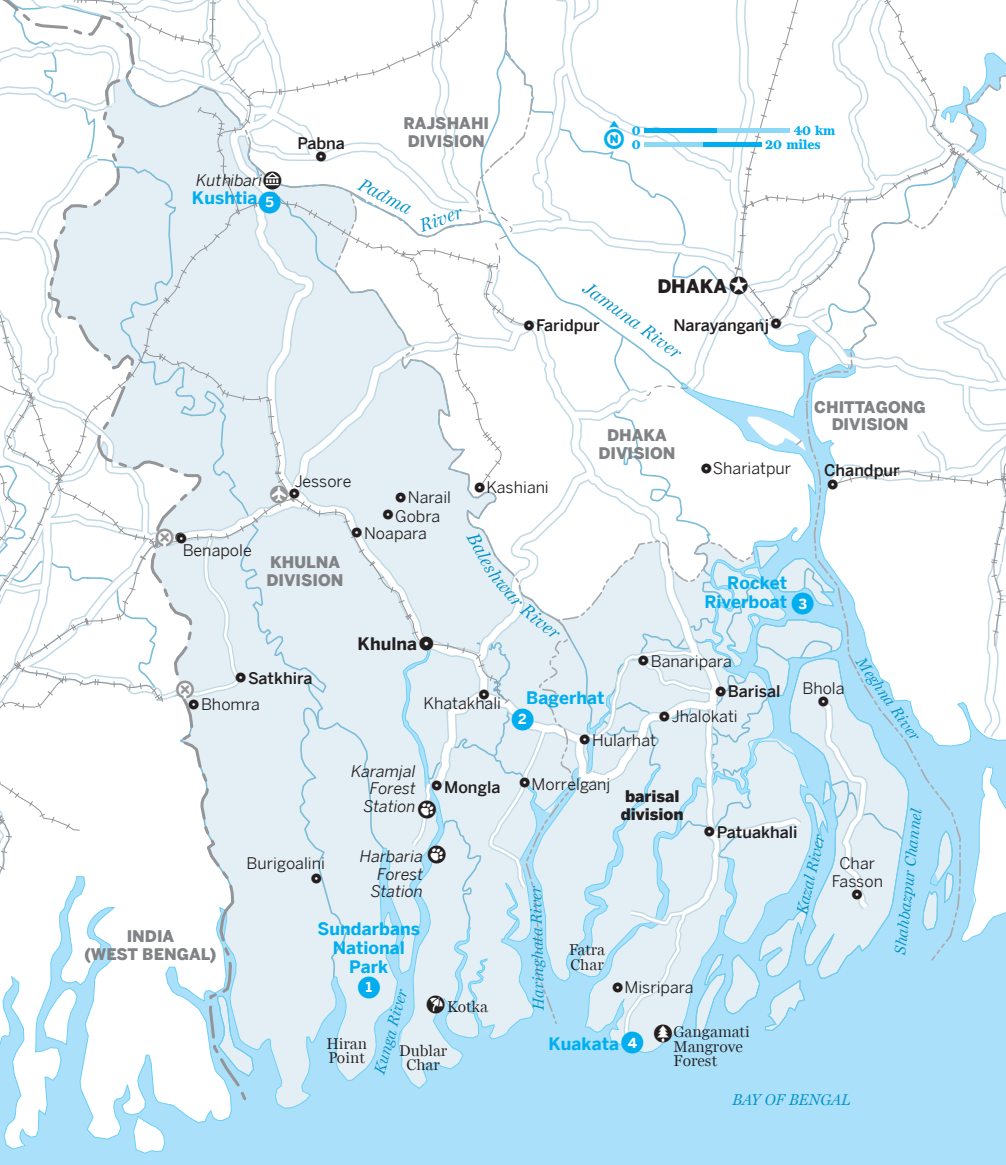 RAJSHAHI
DIVISION
0 40 km
N
0 20 miles
Pabna
Kuthibari
Kushtia 5
Padma
River
DHAKA
Jamuna River
Faridpur
Narayanganj
CHITTAGONG
DIVISION
DHAKA
DIVISION
Shariatpur
Chandpur
Jessore
Narail
Kashiani
Gobra
Noapara
Benapole
KHULNA
DIVISION
Baleshwar River
Rocket
Riverboat 3
Khulna
Banaripara
Meghna River
Satkhira
Bhomra
Khatakhali
Bagerhat
2
Barisal
Bhola
Jhalokati
Hularhat
Karamjal
Forest
Station
Mongla
Morrelganj
barisal
division
Patuakhali
Harbaria
Forest
Station
Burigoalini
Kazal River
Char
Fasson
Shahbazpur Channel
INDIA
(WEST BENGAL)
Sundarbans
National
Park
1
Haringhata River
Fatra
Char
Misripara
Kotka
Kunga River
Hiran
Point
Dublar
Char
Kuakata 4
Gangamati
Mangrove
Forest
BAY OF BENGAL